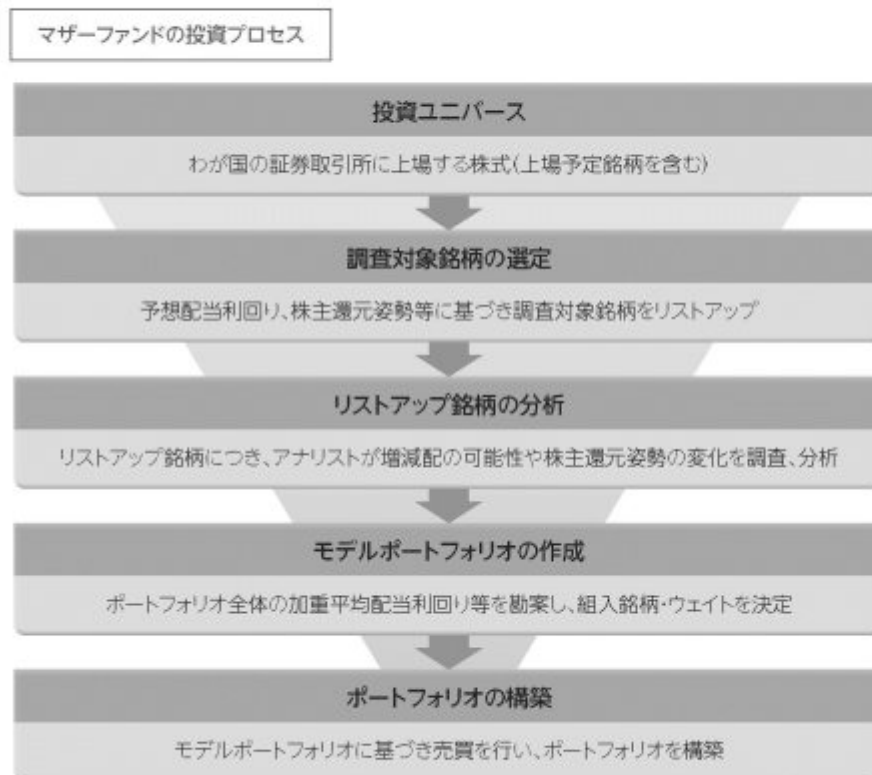 マザーファンドの投資プロセス
投資ユニバース
わが国の証券取引所に上場する株式(上場予定銘柄を含む)
調査対象銘柄の選定
予想配当利回り、株主還元姿勢等に基づき調査対象銘柄をリストアップ
リストアップ銘柄の分析
リストアップ銘柄につき、アナリストが増減配の可能性や株主還元姿勢の変化を調査、分析
モデルポートフォリオの作成
ポートフォリオ全体の加重平均配当利回り等を勘案し、組入銘柄・ウェイトを決定
ポートフォリオの構築
モデルポートフォリオに基づき売買を行い、ポートフォリオを構築